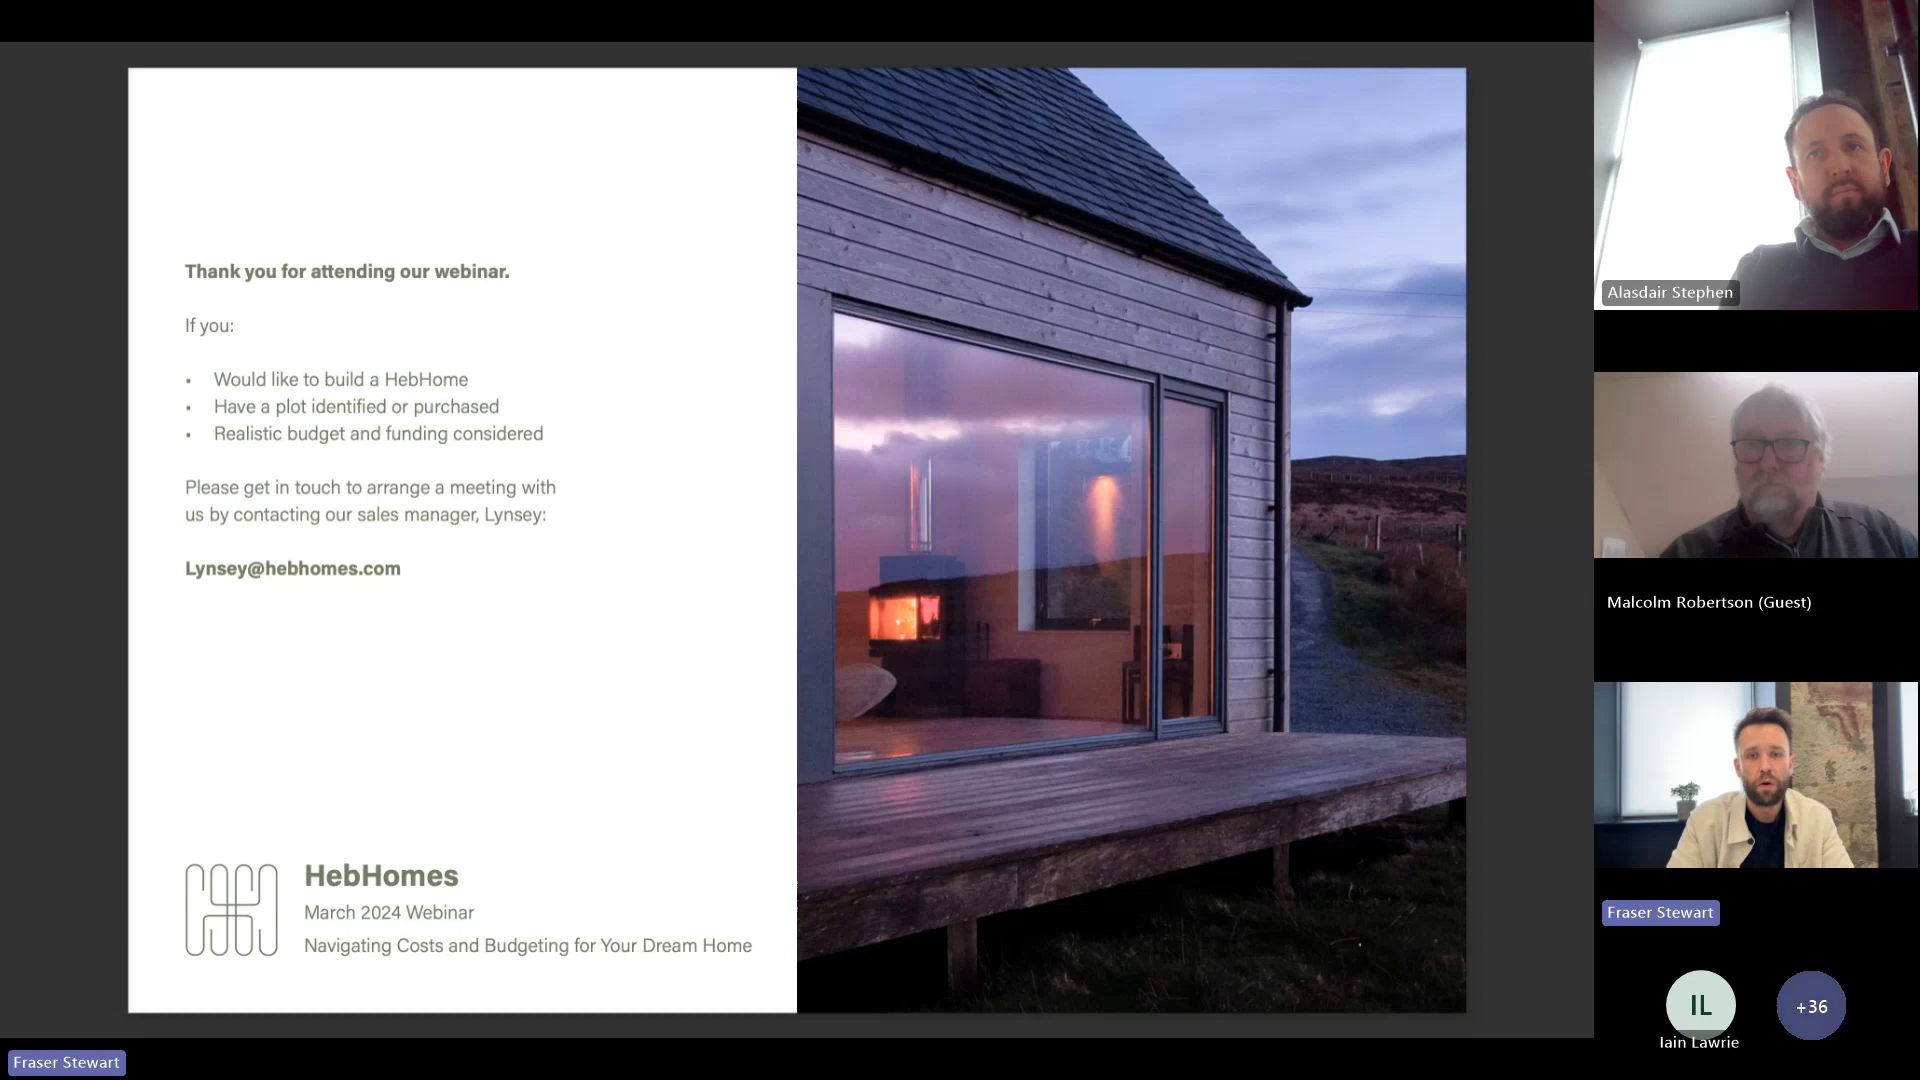 Thank you for attending our webinar.
If you:
• Would like to build a HebHome
• Have a plot identified or purchased
• Realistic budget and funding considered
Please get in touch to arrange a meeting with
us by contacting our sales manager, Lynsey:
Lynsey@hebhomes.com
HebHomes
March 2024 Webinar
Navigating Costs and Budgeting for Your Dream Home
Fraser Stewart
Alasdair Stephen
Malcolm Robertson (Guest)
Fraser Stewart
IL
Iain Lawrie
+36